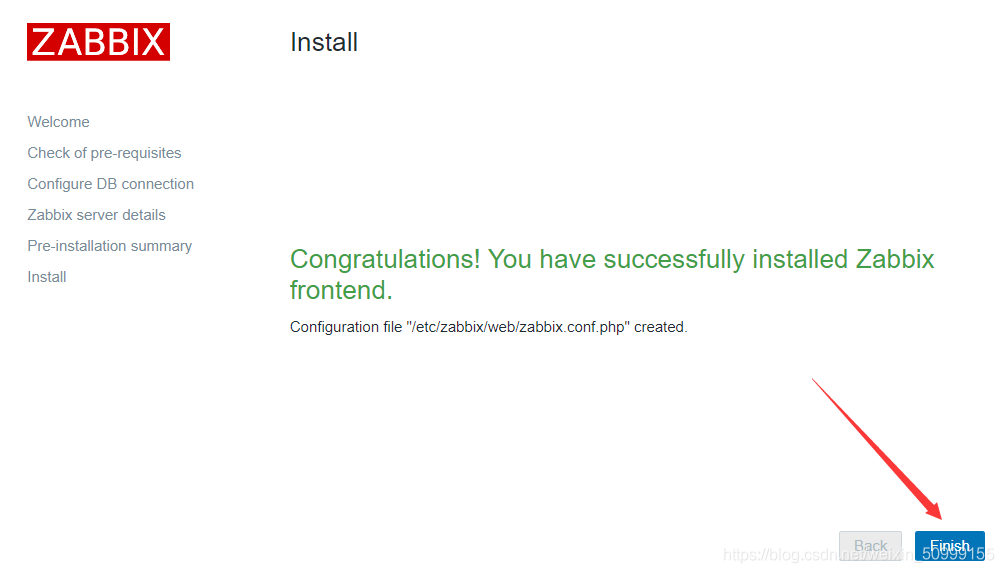 ZABBIX
Install
Welcome
Check of pre-requisites
Configure DB connection
Zabbix server details
Pre-installation summary
Install
Congratulations! You have successfully installed Zabbix
frontend.
Configuration file "/etc/zabbix/web/zabbix.conf.php" created.
Back
Finish
https://blog.csdn.net/weixin_50999155